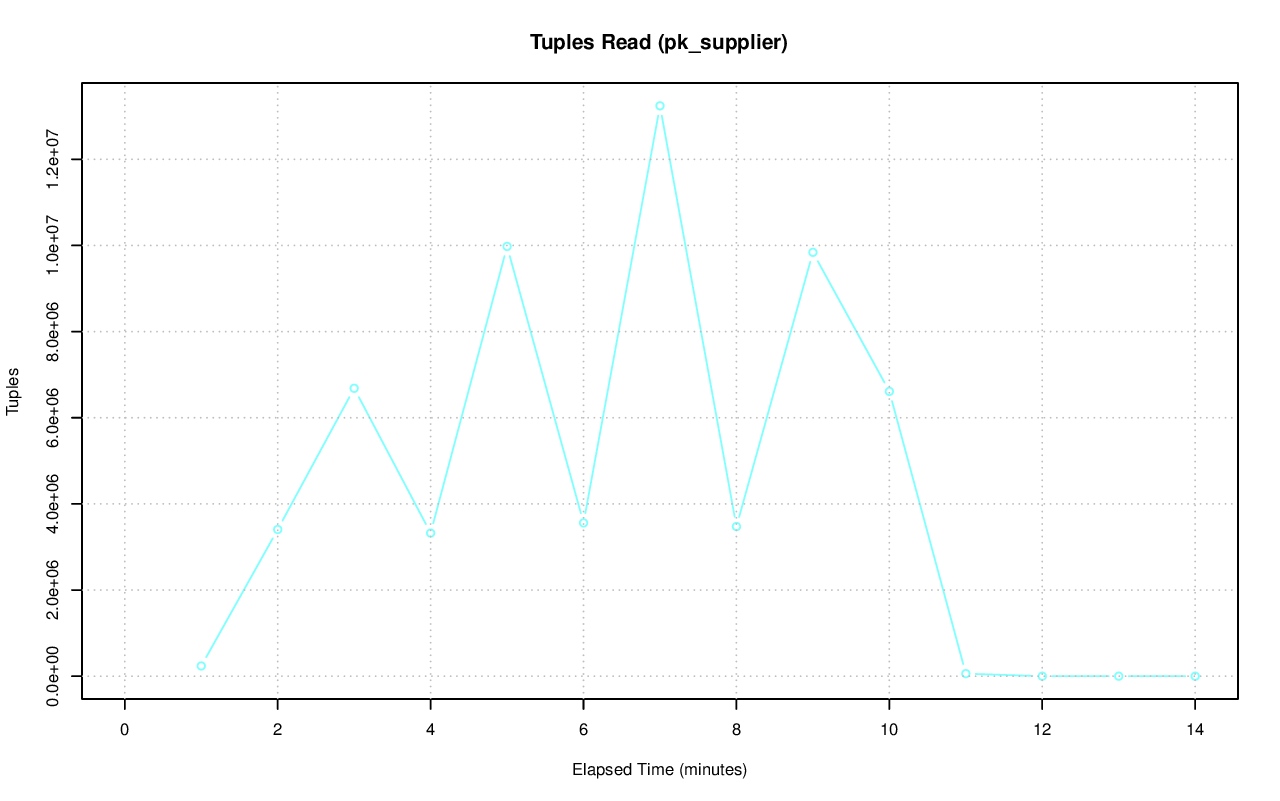 Tuples Read (pk_supplier)
Tuples
1.2e+07
1.0e+07
8.0e+06
6.0e+06
4.0e+06
2.0e+06
0.0e+00
0 2 4 6 8 10 12 14
Elapsed Time (minutes)